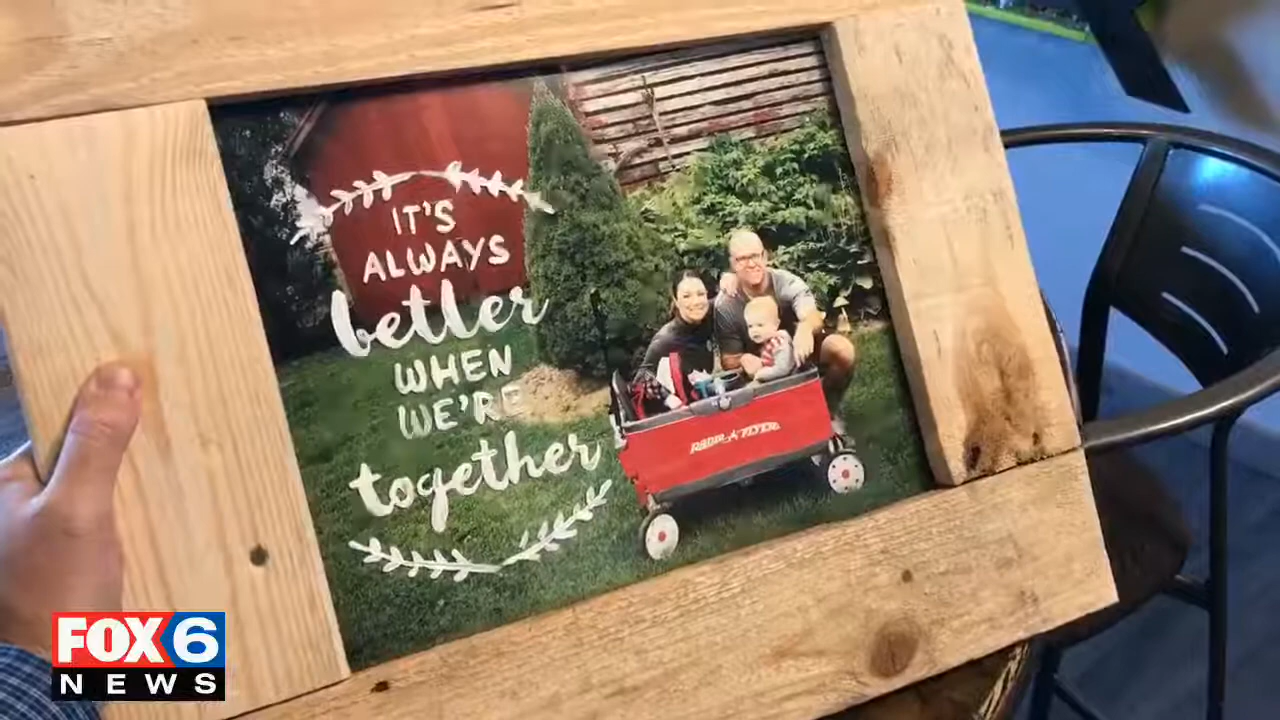 IT'S
ALWAYS
better
WHEN
WE'RE
together
RADIO FLYER
FOX 6
NEWS